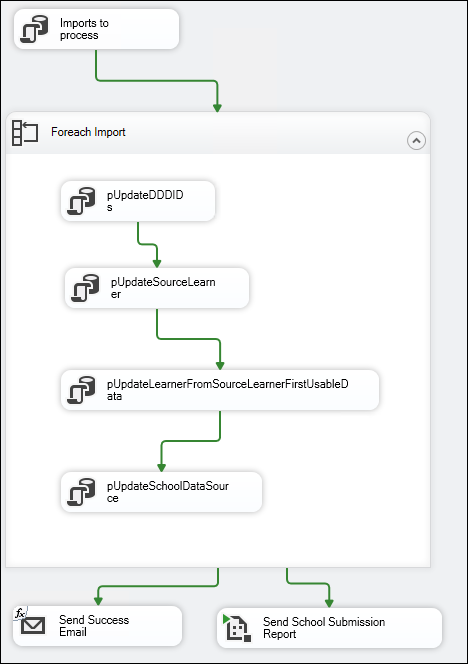 Imports to
process
Foreach Import
pUpdateDDDID
s
pUpdateSourceLearn
er
pUpdateLearnerFromSourceLearnerFirstUsableD
ata
pUpdateSchoolDataSour
ce
fx
Send Success
Email
Send School Submission
Report